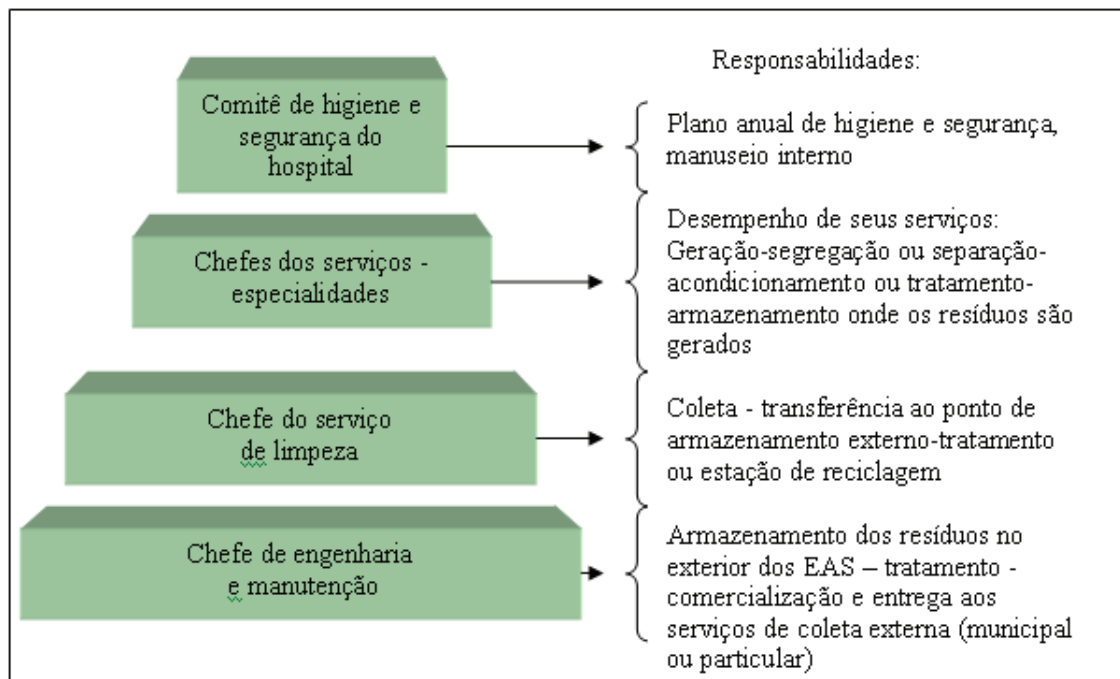 Responsabilidades:
Comitê de higiene e
segurança do
hospital
Plano anual de higiene e segurança,
manuseio interno
Chefes dos serviços -
especialidades
Desempenho de seus serviços:
Geração-segregação ou separação-
acondicionamento ou tratamento-
armazenamento onde os resíduos são
gerados
Chefe do serviço
de limpeza
Coleta - transferência ao ponto de
armazenamento externo-tratamento
ou estação de reciclagem
Chefe de engenharia
e manutenção
Armazenamento dos resíduos no
exterior dos EAS – tratamento -
comercialização e entrega aos
serviços de coleta externa (municipal
ou particular)